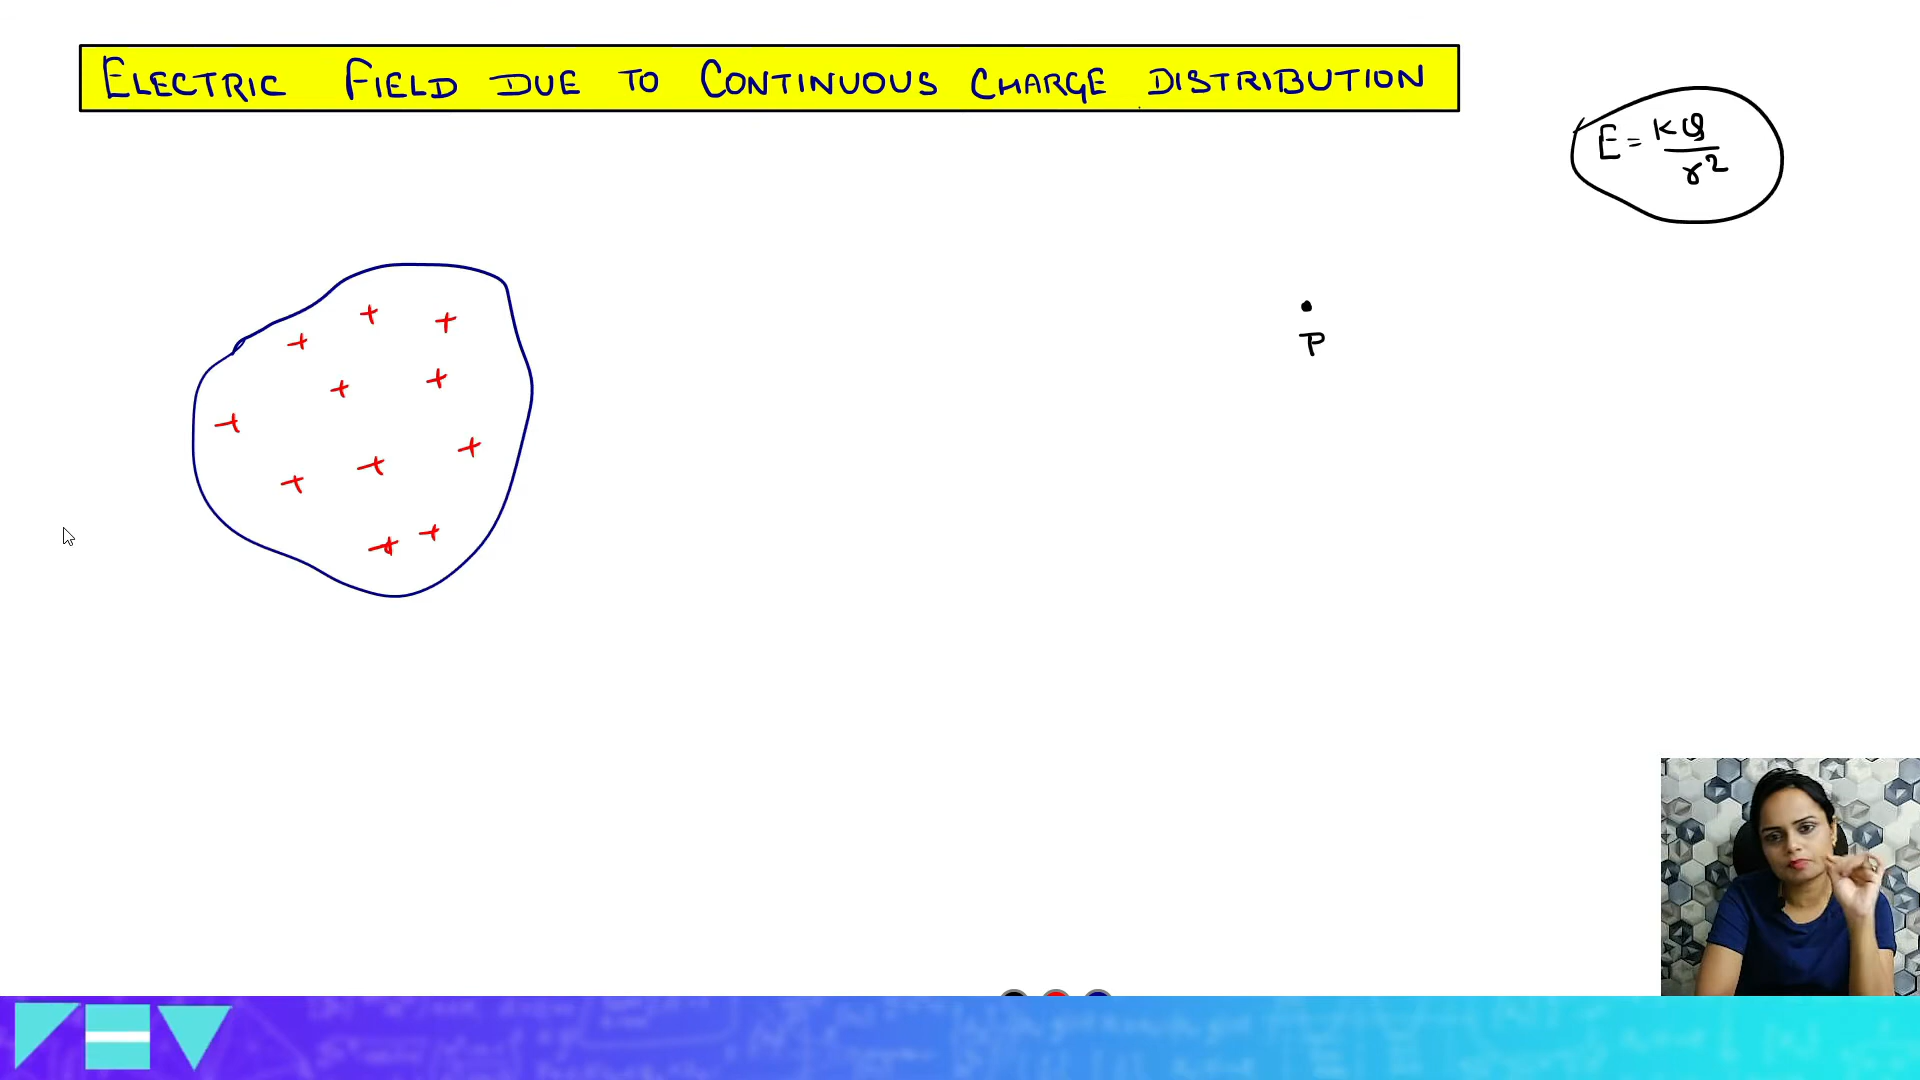 ELECTRIC FIELD DUE TO CONTINUOUS CHARGE DISTRIBUTION
E = KQ / r²
P